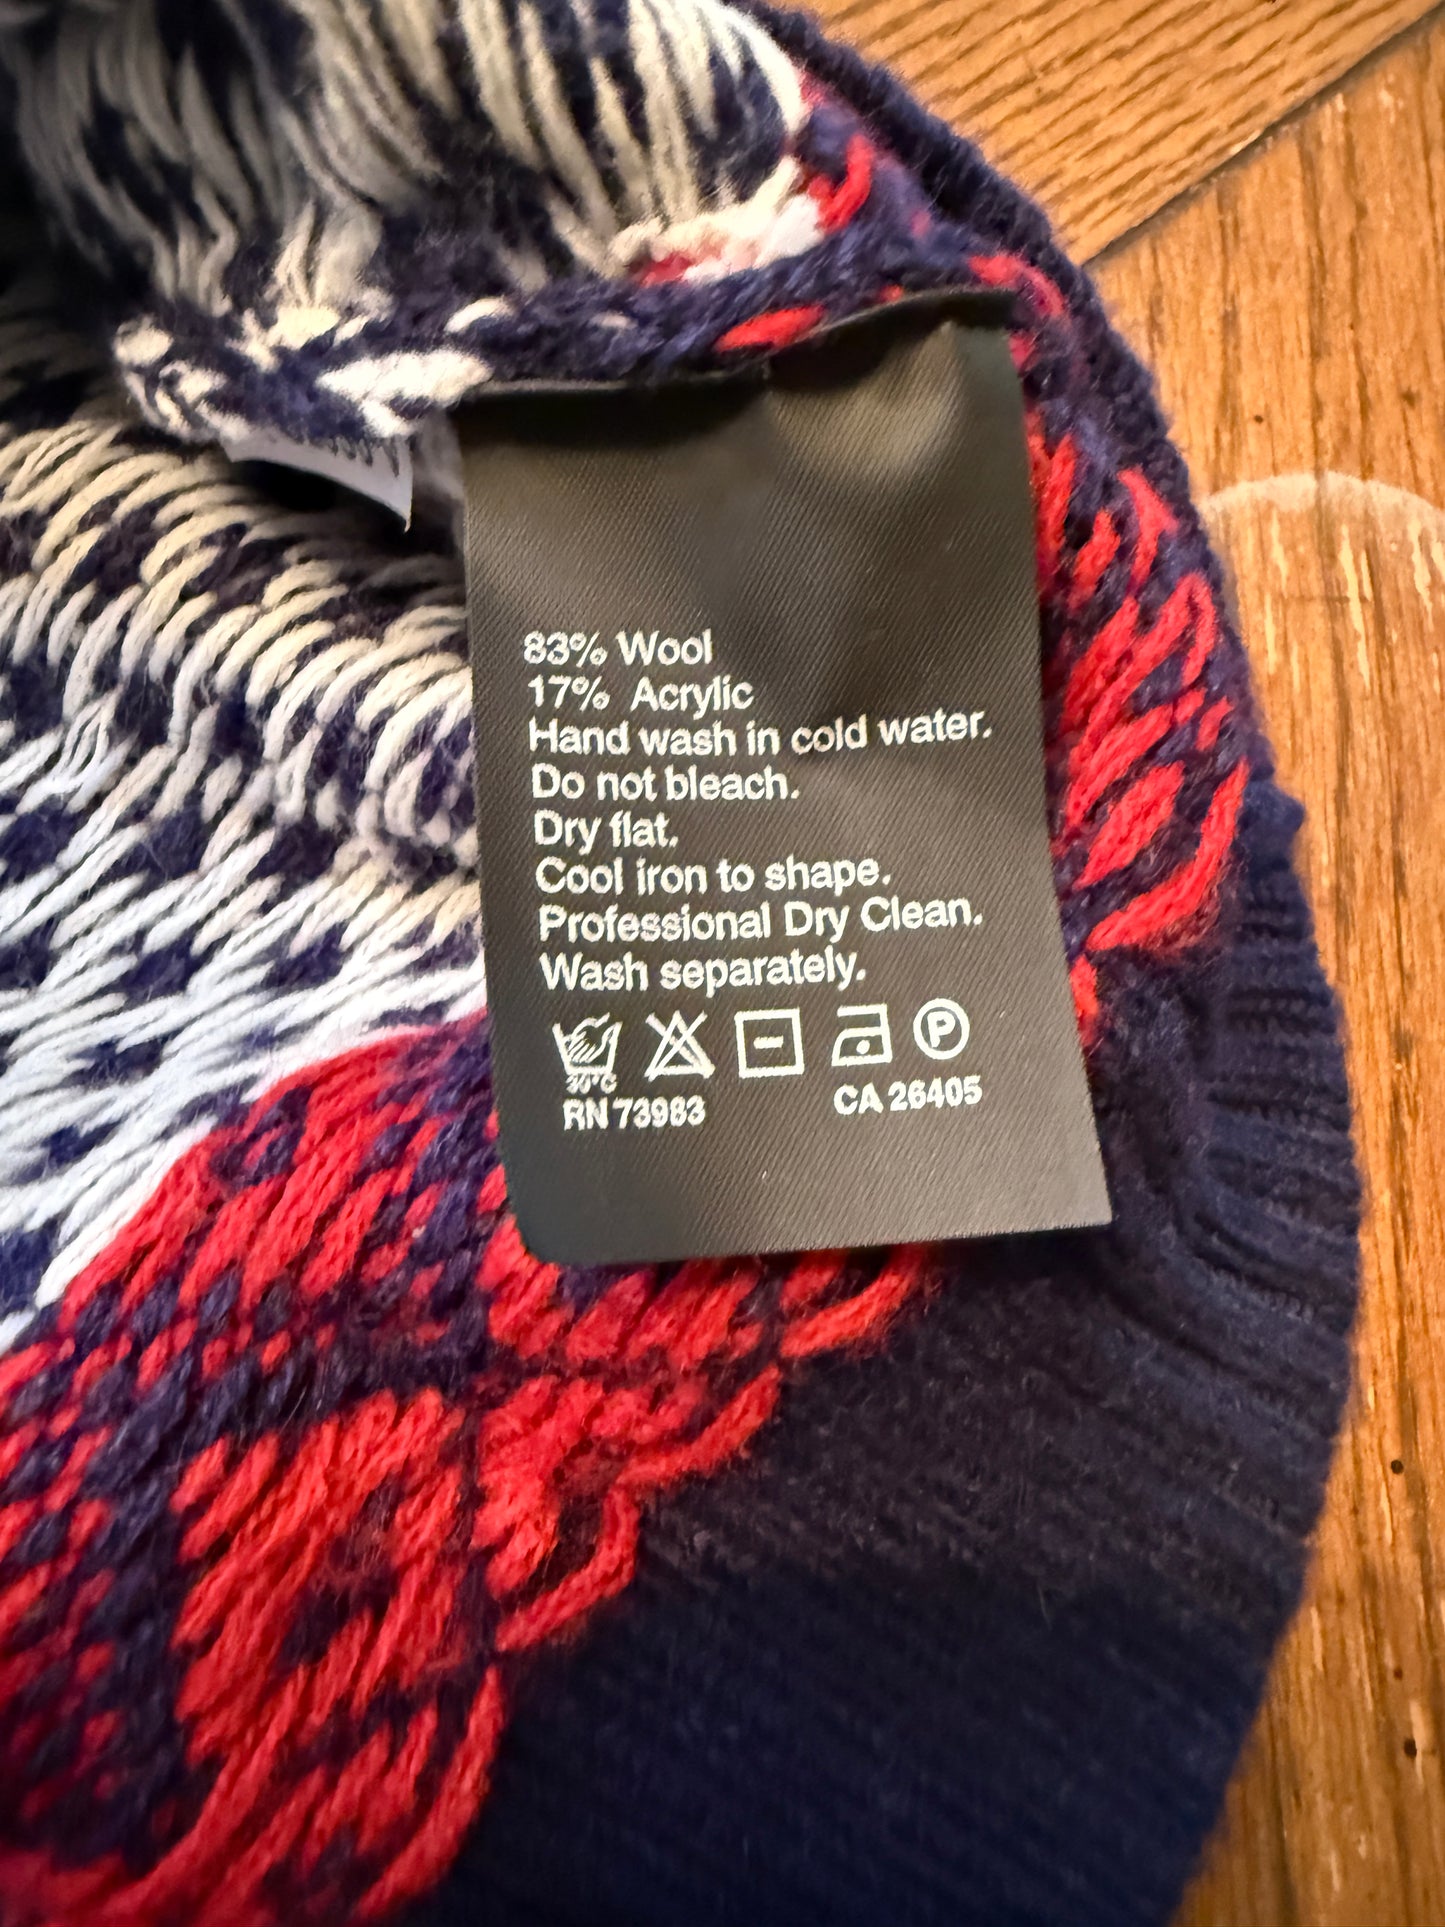 83% Wool
17% Acrylic
Hand wash in cold water.
Do not bleach.
Dry flat.
Cool iron to shape.
Professional Dry Clean.
Wash separately.
30°C P
RN 73983 CA 26405